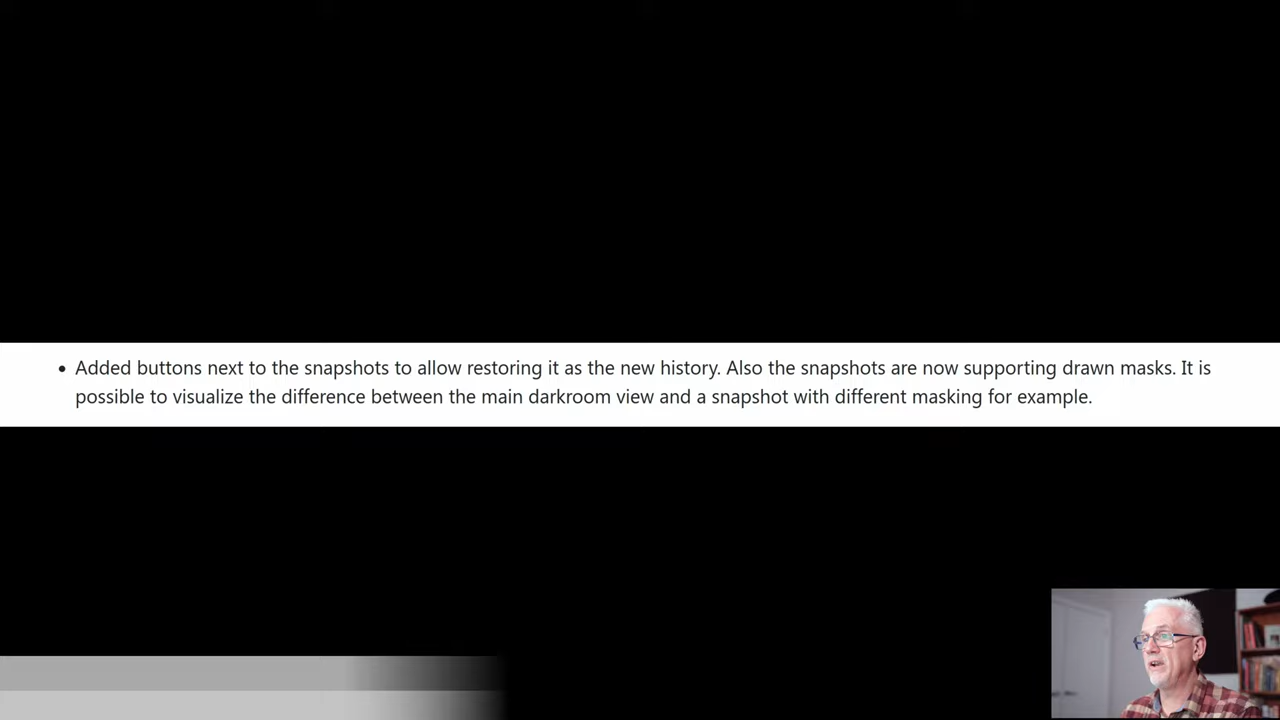 • Added buttons next to the snapshots to allow restoring it as the new history. Also the snapshots are now supporting drawn masks. It is
possible to visualize the difference between the main darkroom view and a snapshot with different masking for example.